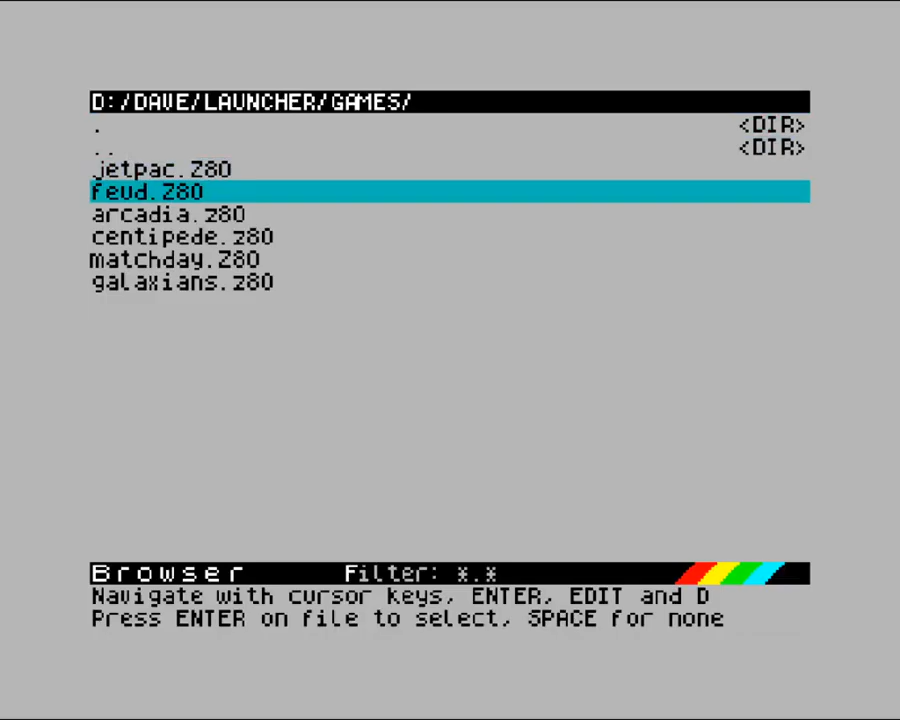 D:/DAVE/LAUNCHER/GAMES/
. <DIR>
.. <DIR>
jetpac.Z80
feud.Z80
arcadia.z80
centipede.z80
matchday.Z80
galaxians.z80
Browser Filter: *.*
Navigate with cursor keys, ENTER, EDIT and D
Press ENTER on file to select, SPACE for none